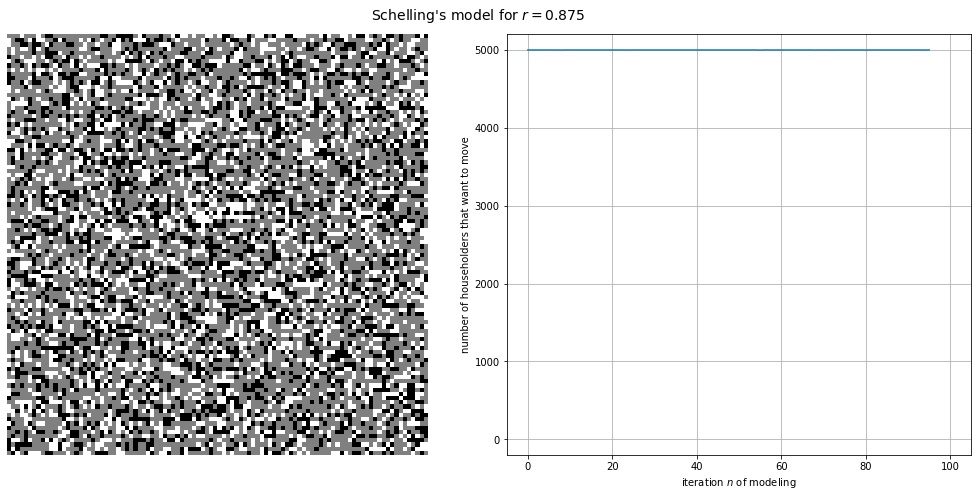 Schelling's model for r = 0.875
number of householders that want to move
5000
4000
3000
2000
1000
0
0 20 40 60 80 100
iteration n of modeling